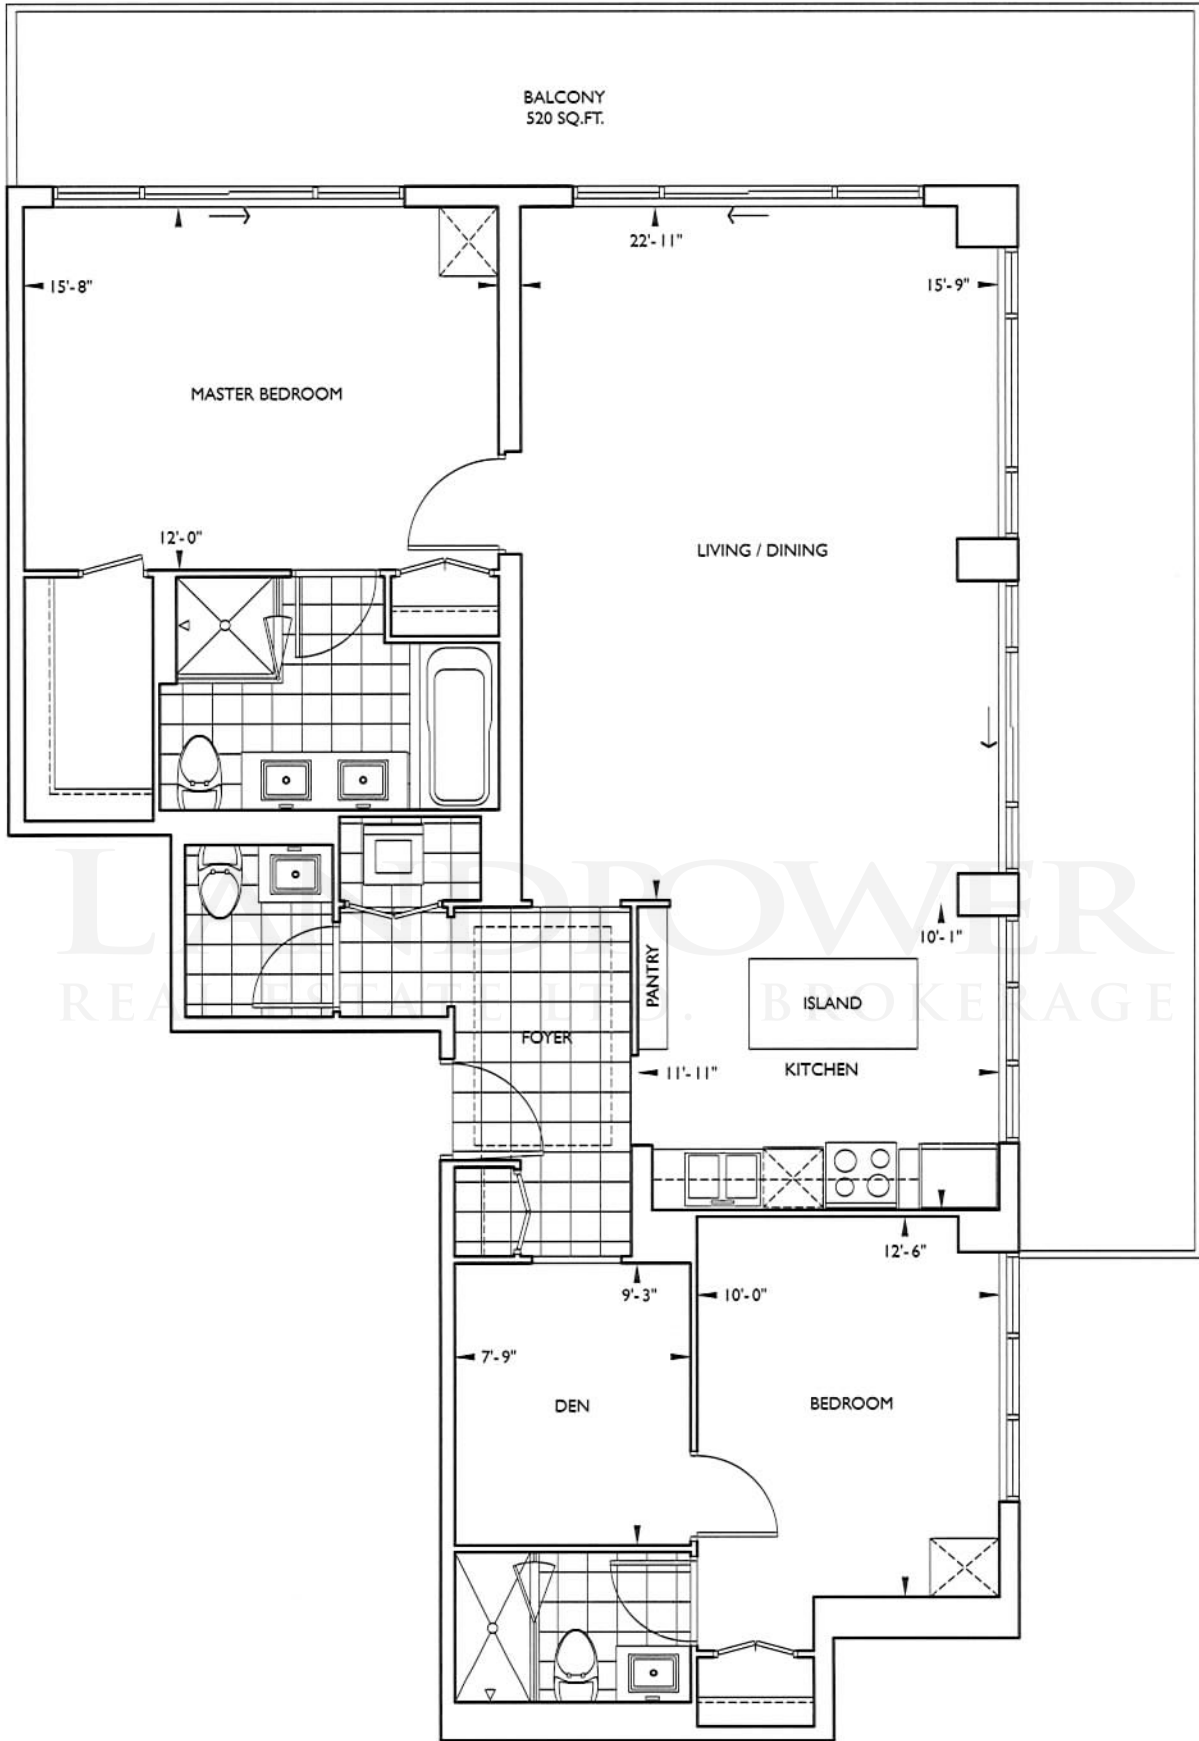 BALCONY
520 SQ.FT.
22'-11"
15'-8"
15'-9"
MASTER BEDROOM
12'-0"
LIVING / DINING
LANDPOWER
REAL ESTATE LTD. BROKERAGE
10'-1"
PANTRY
ISLAND
FOYER
11'-11"
KITCHEN
12'-6"
9'-3"
10'-0"
7'-9"
DEN
BEDROOM